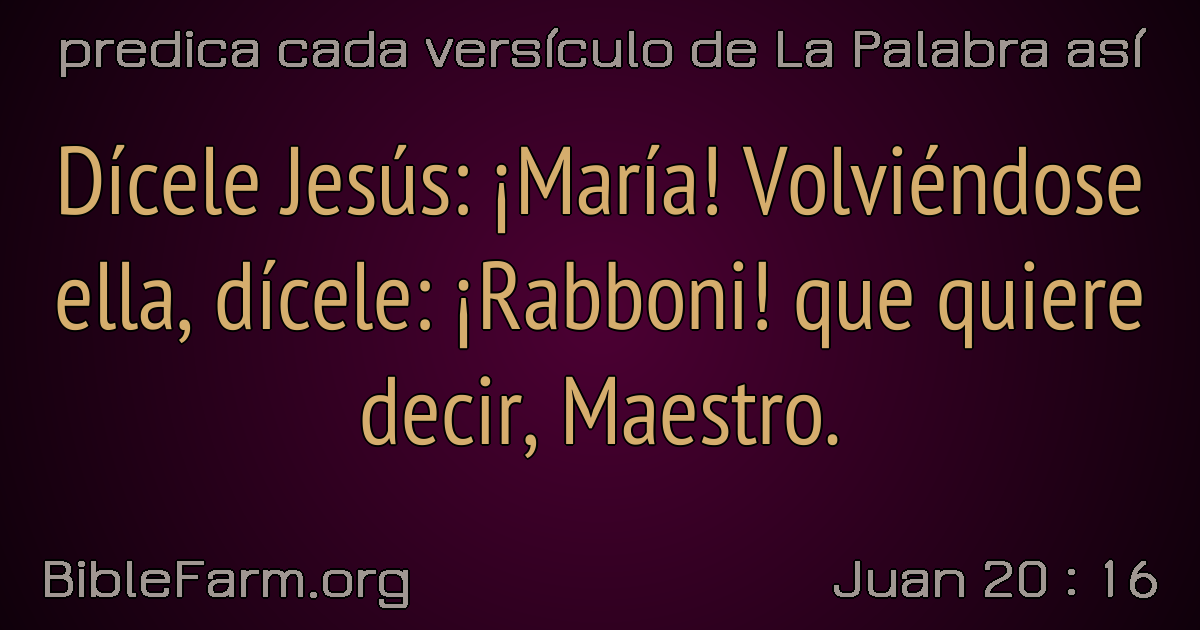 predica cada versículo de La Palabra así
Dícele Jesús: ¡María! Volviéndose
ella, dícele: ¡Rabboni! que quiere
decir, Maestro.
BibleFarm.org
Juan 20 : 16